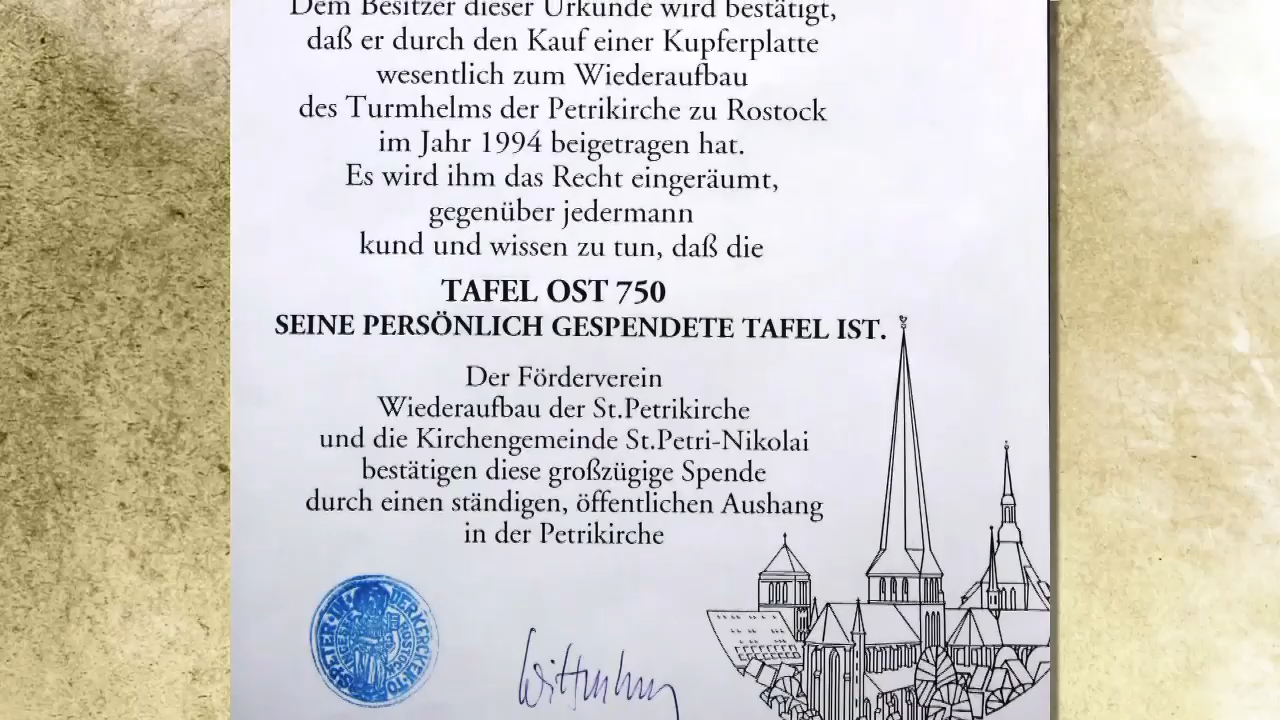 Dem Besitzer dieser Urkunde wird bestätigt,
daß er durch den Kauf einer Kupferplatte
wesentlich zum Wiederaufbau
des Turmhelms der Petrikirche zu Rostock
im Jahr 1994 beigetragen hat.
Es wird ihm das Recht eingeräumt,
gegenüber jedermann
kund und wissen zu tun, daß die
TAFEL OST 750
SEINE PERSÖNLICH GESPENDETE TAFEL IST.
Der Förderverein
Wiederaufbau der St.Petrikirche
und die Kirchengemeinde St.Petri-Nikolai
bestätigen diese großzügige Spende
durch einen ständigen, öffentlichen Aushang
in der Petrikirche